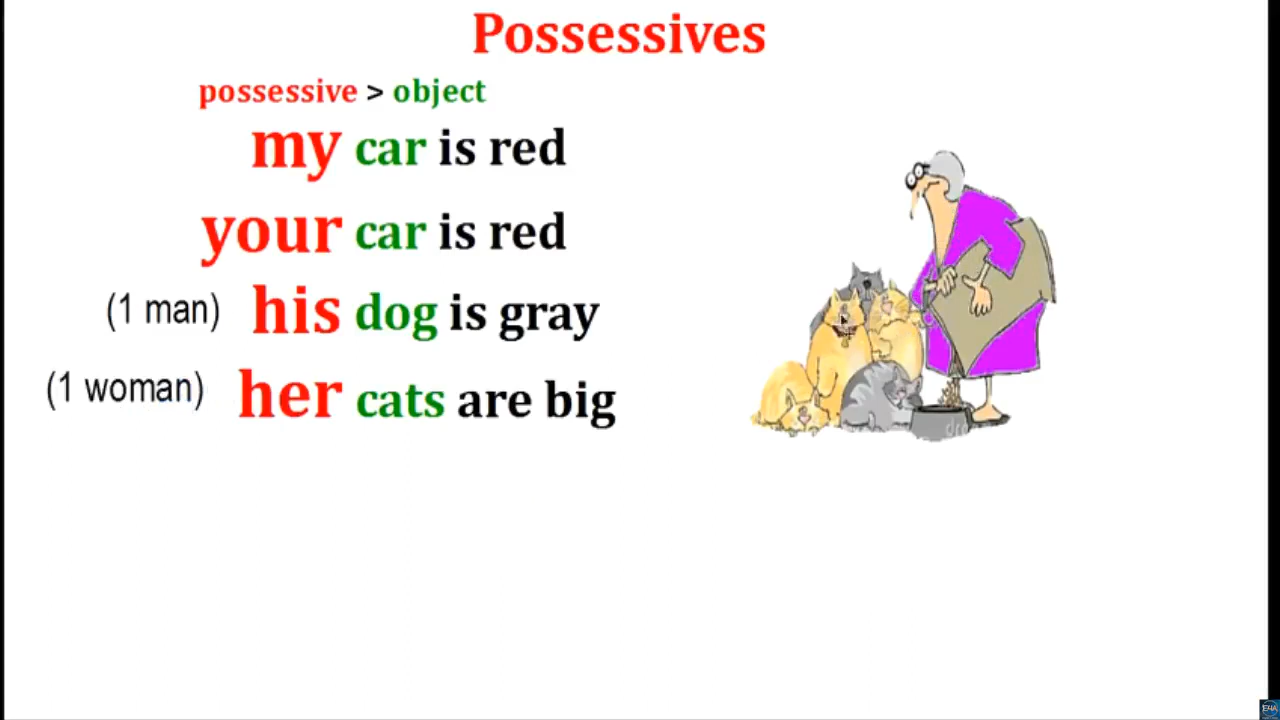 Possessives
possessive > object
my car is red
your car is red
(1 man) his dog is gray
(1 woman) her cats are big